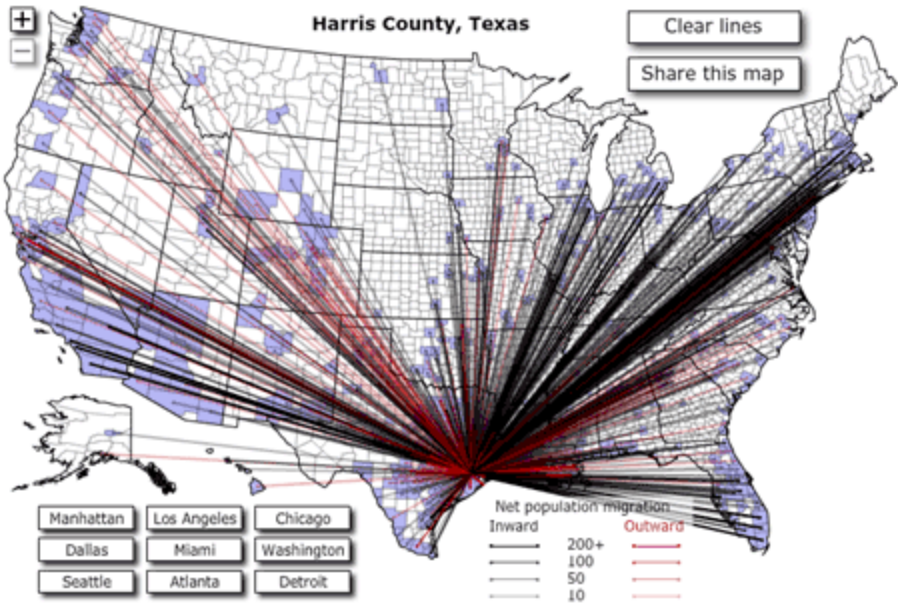 +
−
Harris County, Texas
Clear lines
Share this map
Manhattan Los Angeles Chicago
Dallas Miami Washington
Seattle Atlanta Detroit
Net population migration
Inward Outward
200+
100
50
10